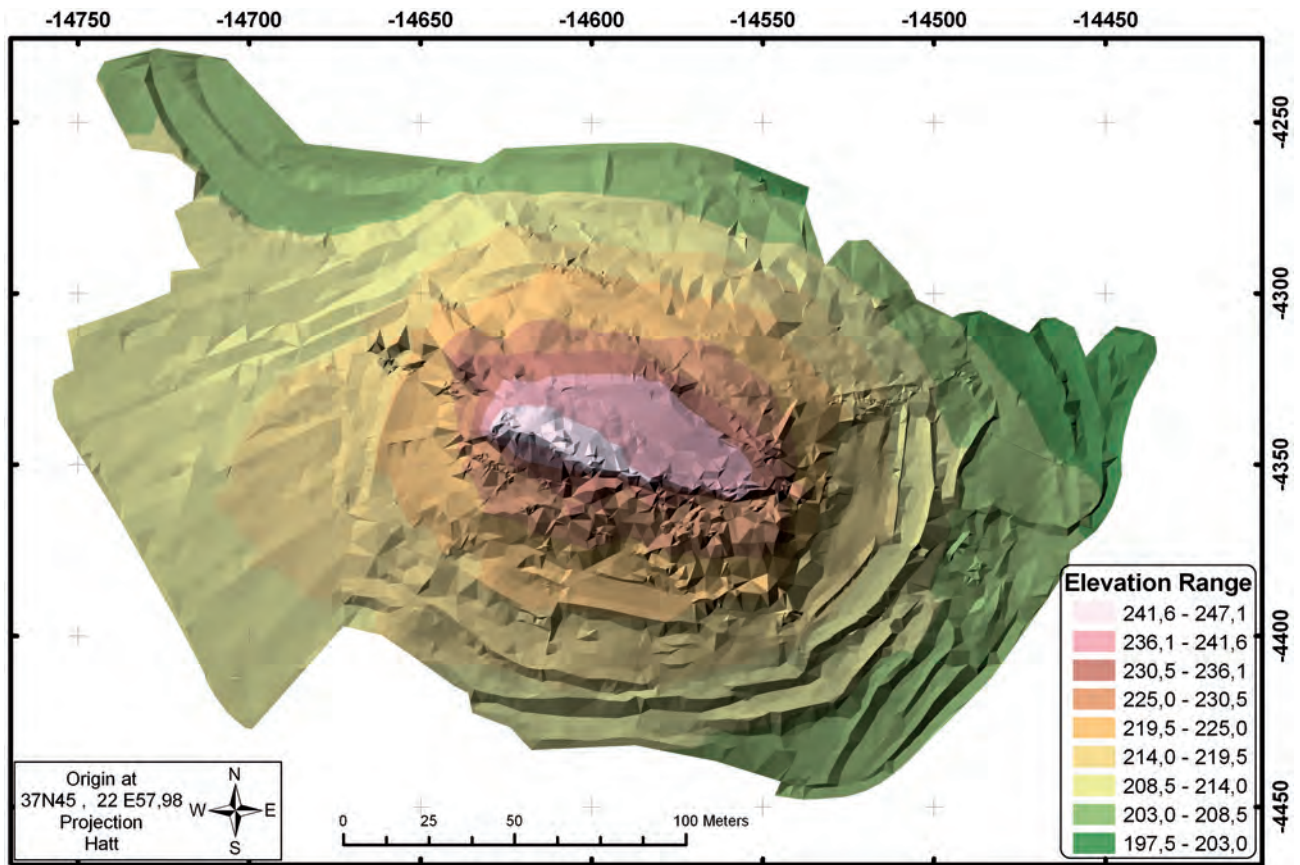 -14750 -14700 -14650 -14600 -14550 -14500 -14450
-4250
-4300
-4350
-4400
-4450
Elevation Range
241,6 - 247,1
236,1 - 241,6
230,5 - 236,1
225,0 - 230,5
219,5 - 225,0
214,0 - 219,5
208,5 - 214,0
203,0 - 208,5
197,5 - 203,0
Origin at
37N45 , 22 E57,98
Projection
Hatt
N
W E
S
0 25 50 100 Meters